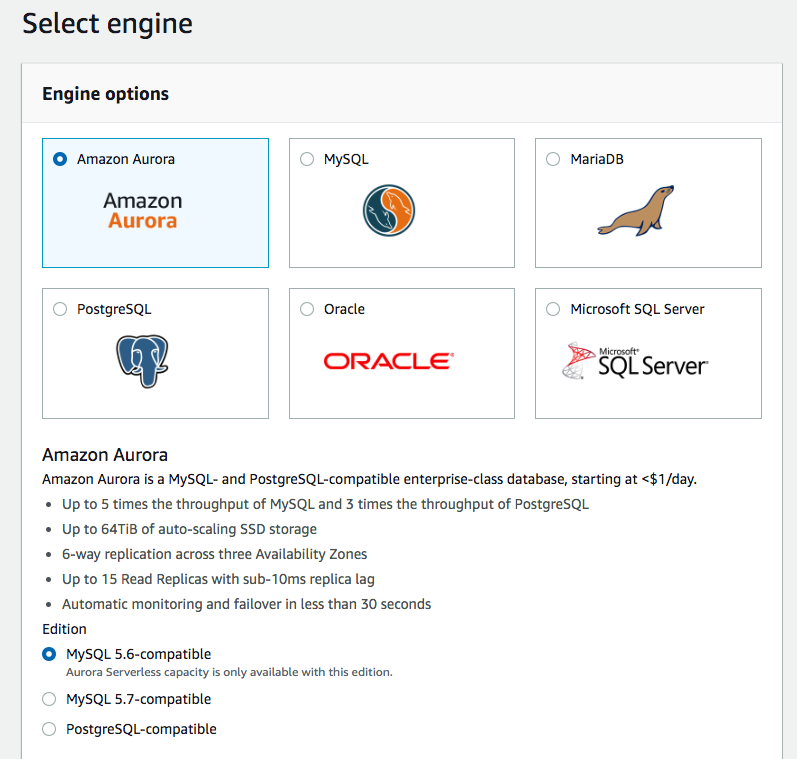 Select engine
Engine options
Amazon Aurora
MySQL
MariaDB
Amazon
Aurora
PostgreSQL
Oracle
Microsoft SQL Server
ORACLE®
Microsoft®
SQL Server
Amazon Aurora
Amazon Aurora is a MySQL- and PostgreSQL-compatible enterprise-class database, starting at <$1/day.
• Up to 5 times the throughput of MySQL and 3 times the throughput of PostgreSQL
• Up to 64TiB of auto-scaling SSD storage
• 6-way replication across three Availability Zones
• Up to 15 Read Replicas with sub-10ms replica lag
• Automatic monitoring and failover in less than 30 seconds
Edition
MySQL 5.6-compatible
Aurora Serverless capacity is only available with this edition.
MySQL 5.7-compatible
PostgreSQL-compatible